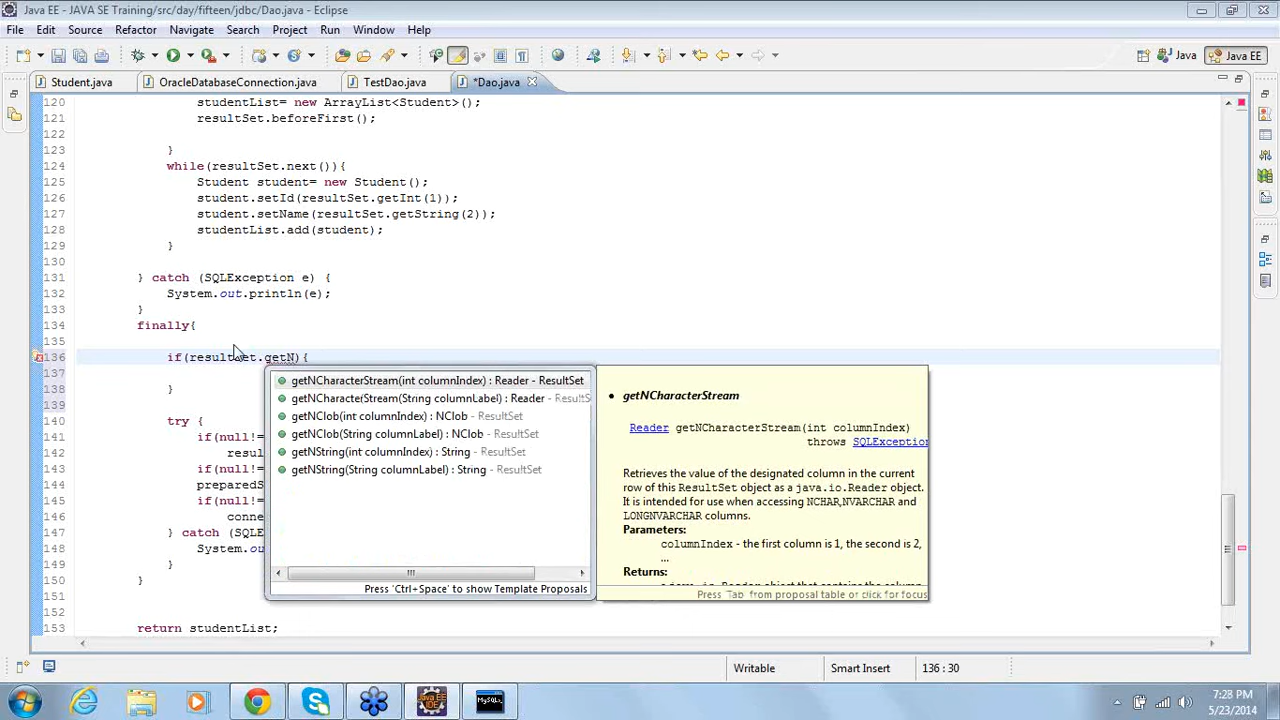 Java EE - JAVA SE Training/src/day/fifteen/jdbc/Dao.java - Eclipse
File Edit Source Refactor Navigate Search Project Run Window Help
Java Java EE
Student.java OracleDatabaseConnection.java TestDao.java *Dao.java
120 studentList= new ArrayList<Student>();
121 resultSet.beforeFirst();
122
123 }
124 while(resultSet.next()){
125 Student student= new Student();
126 student.setId(resultSet.getInt(1));
127 student.setName(resultSet.getString(2));
128 studentList.add(student);
129 }
130
131 } catch (SQLException e) {
132 System.out.println(e);
133 }
134 finally{
135
136 if(resultSet.getN){
137
138 }
139
140 try {
141 if(null!=
142 resul
143 if(null!=
144 preparedS
145 if(null!=
146 conne
147 } catch (SQLE
148 System.ou
149 }
150 }
151
152
153 return studentList;
getNCharacterStream(int columnIndex) : Reader - ResultSet
getNCharacterStream(String columnLabel) : Reader - ResultS
getNClob(int columnIndex) : NClob - ResultSet
getNClob(String columnLabel) : NClob - ResultSet
getNString(int columnIndex) : String - ResultSet
getNString(String columnLabel) : String - ResultSet
Press 'Ctrl+Space' to show Template Proposals
getNCharacterStream
Reader getNCharacterStream(int columnIndex)
throws SQLException
Retrieves the value of the designated column in the current
row of this ResultSet object as a java.io.Reader object.
It is intended for use when accessing NCHAR,NVARCHAR and
LONGNVARCHAR columns.
Parameters:
columnIndex - the first column is 1, the second is 2,
...
Returns:
Press 'Tab' from proposal table or click for focus
Writable Smart Insert 136 : 30
Java EE IDE MySQL
7:28 PM
5/23/2014